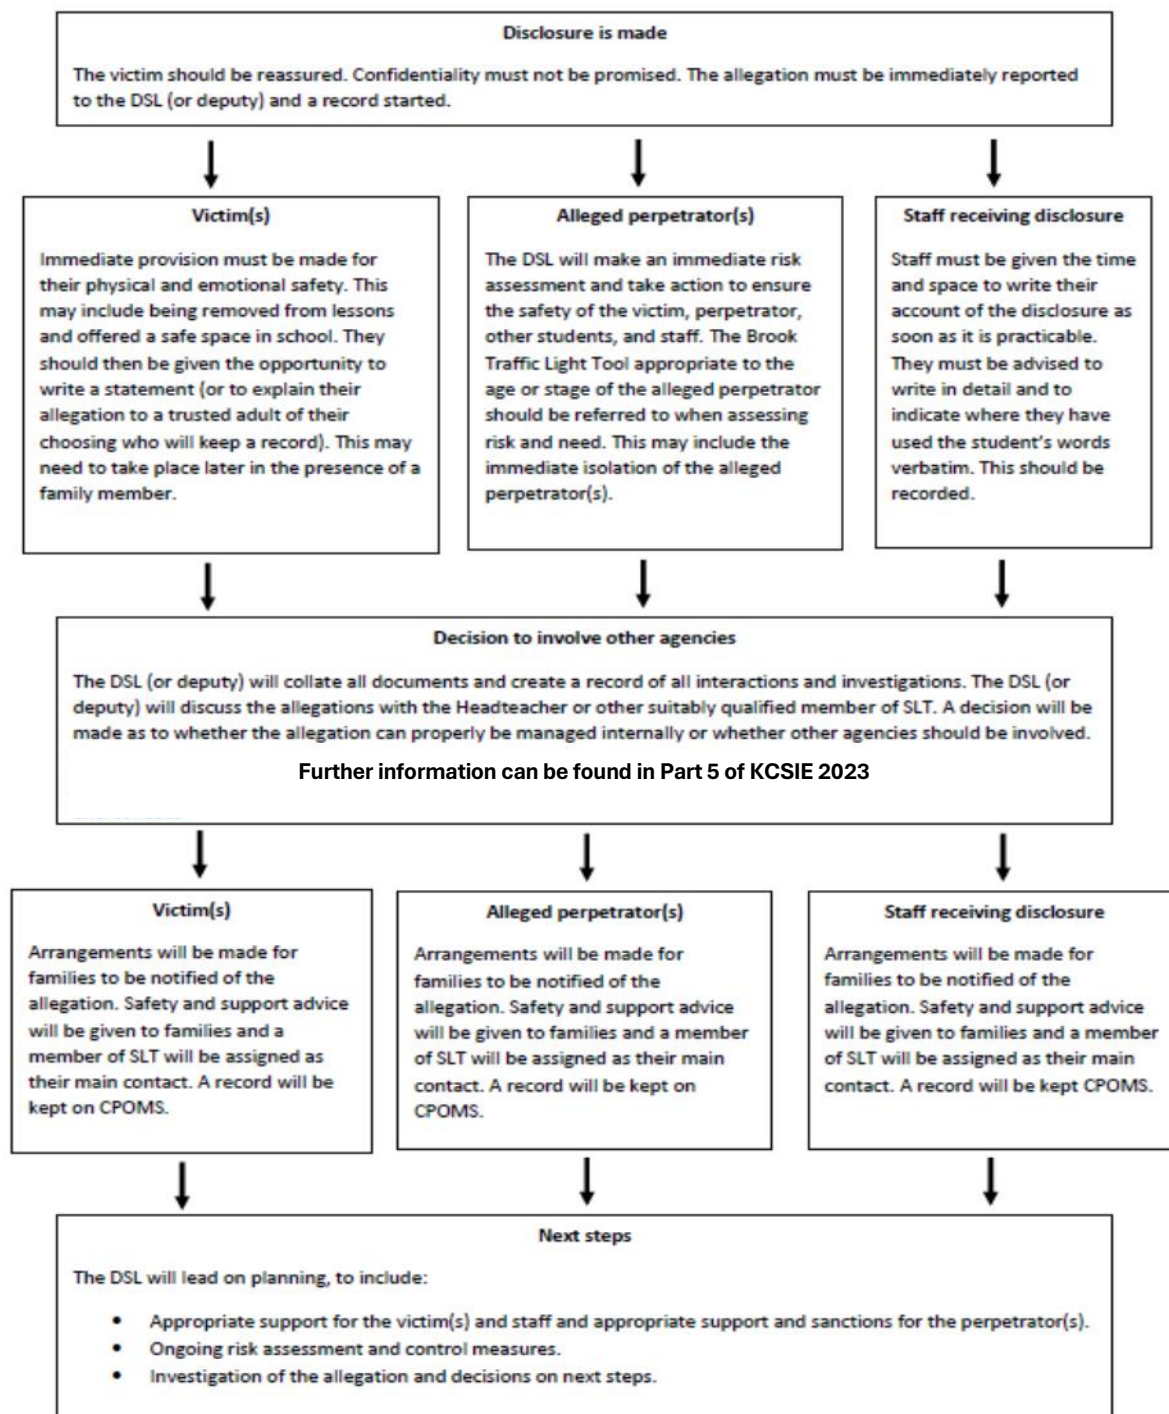 Disclosure is made
The victim should be reassured. Confidentiality must not be promised. The allegation must be immediately reported
to the DSL (or deputy) and a record started.
Victim(s)
Immediate provision must be made for
their physical and emotional safety. This
may include being removed from lessons
and offered a safe space in school. They
should then be given the opportunity to
write a statement (or to explain their
allegation to a trusted adult of their
choosing who will keep a record). This may
need to take place later in the presence of a
family member.
Alleged perpetrator(s)
The DSL will make an immediate risk
assessment and take action to ensure
the safety of the victim, perpetrator,
other students, and staff. The Brook
Traffic Light Tool appropriate to the
age or stage of the alleged perpetrator
should be referred to when assessing
risk and need. This may include the
immediate isolation of the alleged
perpetrator(s).
Staff receiving disclosure
Staff must be given the time
and space to write their
account of the disclosure as
soon as it is practicable.
They must be advised to
write in detail and to
indicate where they have
used the student's words
verbatim. This should be
recorded.
Decision to involve other agencies
The DSL (or deputy) will collate all documents and create a record of all interactions and investigations. The DSL (or
deputy) will discuss the allegations with the Headteacher or other suitably qualified member of SLT. A decision will be
made as to whether the allegation can properly be managed internally or whether other agencies should be involved.
Further information can be found in Part 5 of KCSIE 2023
Victim(s)
Arrangements will be made for
families to be notified of the
allegation. Safety and support advice
will be given to families and a
member of SLT will be assigned as
their main contact. A record will be
kept on CPOMS.
Alleged perpetrator(s)
Arrangements will be made for
families to be notified of the
allegation. Safety and support advice
will be given to families and a member
of SLT will be assigned as their main
contact. A record will be kept on
CPOMS.
Staff receiving disclosure
Arrangements will be made for
families to be notified of the
allegation. Safety and support advice
will be given to families and a member
of SLT will be assigned as their main
contact. A record will be kept CPOMS.
Next steps
The DSL will lead on planning, to include:
• Appropriate support for the victim(s) and staff and appropriate support and sanctions for the perpetrator(s).
• Ongoing risk assessment and control measures.
• Investigation of the allegation and decisions on next steps.